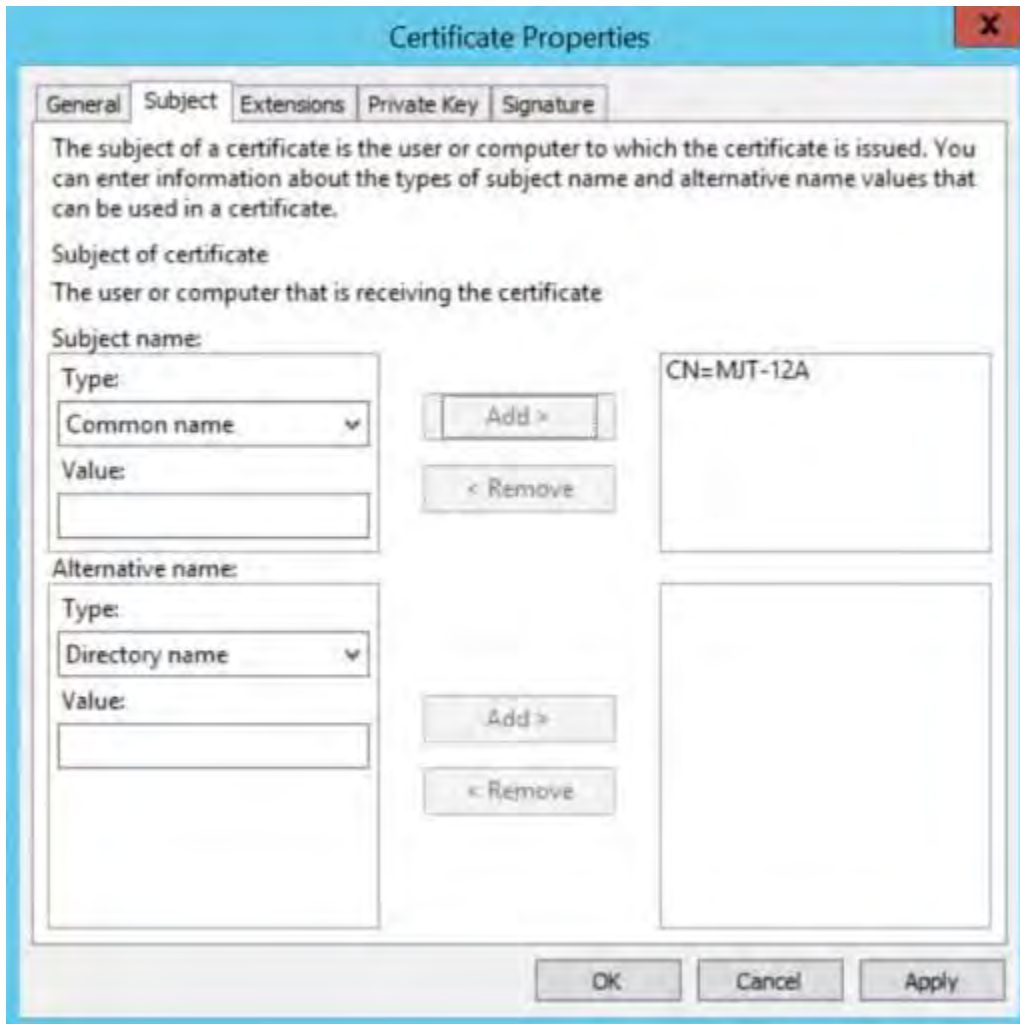 Certificate Properties
X
General Subject Extensions Private Key Signature
The subject of a certificate is the user or computer to which the certificate is issued. You
can enter information about the types of subject name and alternative name values that
can be used in a certificate.
Subject of certificate
The user or computer that is receiving the certificate
Subject name:
Type:
Common name
Value:
Add >
< Remove
CN=MJT-12A
Alternative name:
Type:
Directory name
Value:
Add >
< Remove
OK Cancel Apply